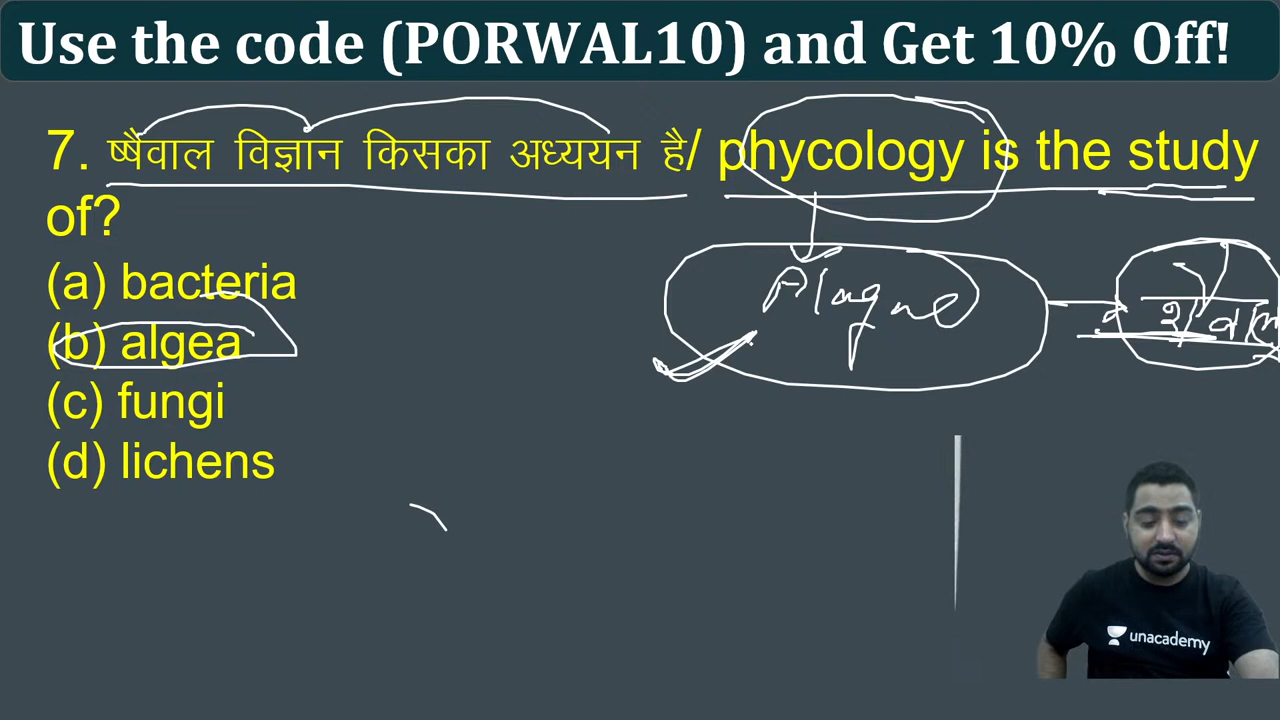 Use the code (PORWAL10) and Get 10% Off!
7. ष्षैवाल विज्ञान किसका अध्ययन है/ phycology is the study
of?
(a) bacteria
(b) algea
(c) fungi
(d) lichens
Plague
unacademy